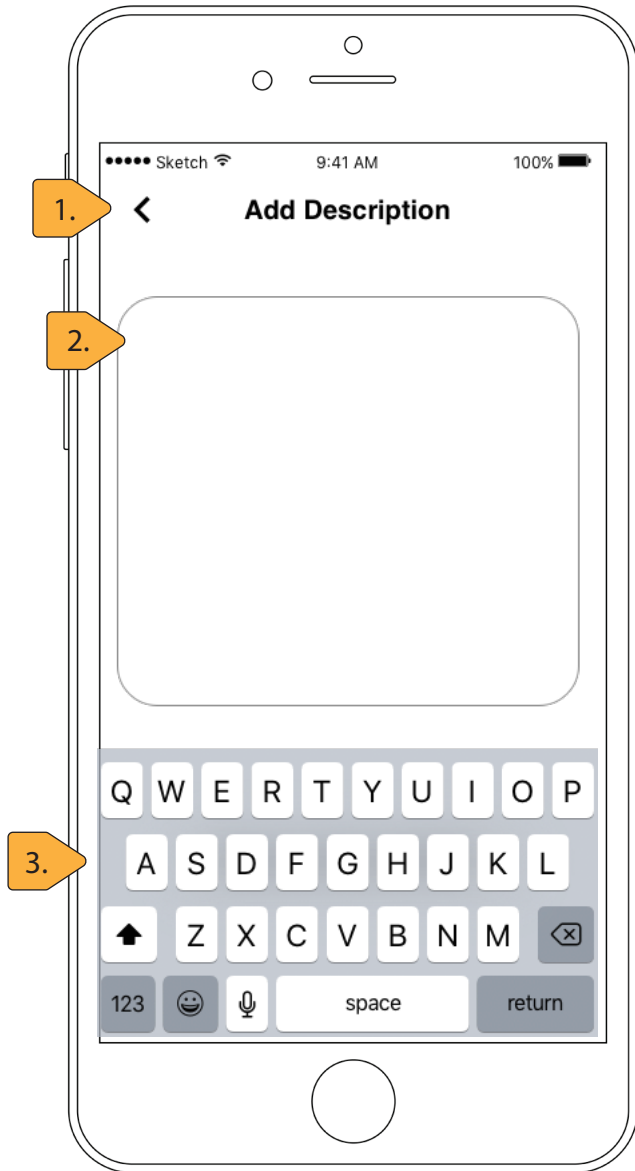 ●●●●● Sketch 9:41 AM 100%
1. Add Description
2.
Q W E R T Y U I O P
3. A S D F G H J K L
Z X C V B N M
123 space return